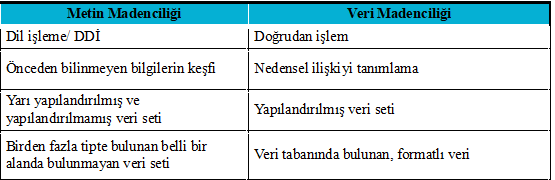 Metin Madenciliği Veri Madenciliği
Dil işleme/ DDİ Doğrudan işlem
Önceden bilinmeyen bilgilerin keşfi Nedensel ilişkiyi tanımlama
Yarı yapılandırılmış ve
yapılandırılmamış veri seti
Yapılandırılmış veri seti
Birden fazla tipte bulunan belli bir
alanda bulunmayan veri seti
Veri tabanında bulunan, formatlı veri